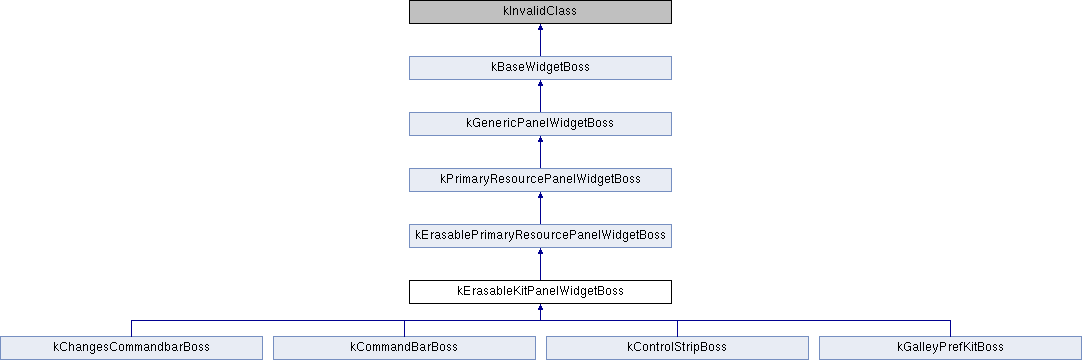 kInvalidClass
kBaseWidgetBoss
kGenericPanelWidgetBoss
kPrimaryResourcePanelWidgetBoss
kErasablePrimaryResourcePanelWidgetBoss
kErasableKitPanelWidgetBoss
kChangesCommandbarBoss
kCommandBarBoss
kControlStripBoss
kGalleyPrefKitBoss